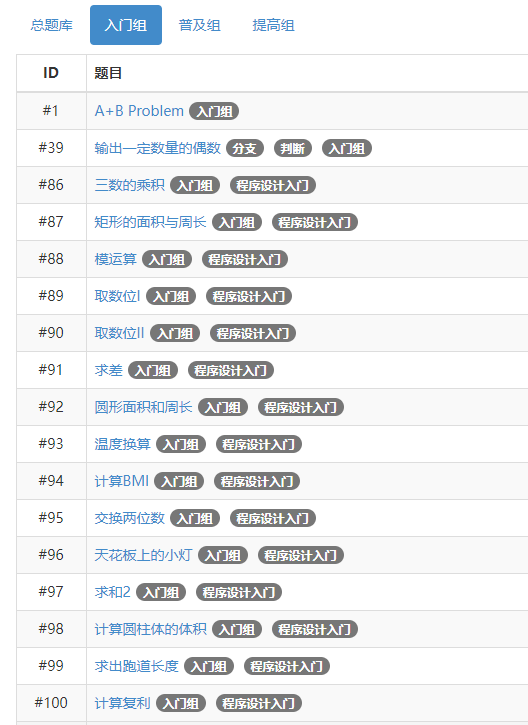 总题库 入门组 普及组 提高组
ID 题目
#1 A+B Problem 入门组
#39 输出一定数量的偶数 分支 判断 入门组
#86 三数的乘积 入门组 程序设计入门
#87 矩形的面积与周长 入门组 程序设计入门
#88 模运算 入门组 程序设计入门
#89 取数位I 入门组 程序设计入门
#90 取数位II 入门组 程序设计入门
#91 求差 入门组 程序设计入门
#92 圆形面积和周长 入门组 程序设计入门
#93 温度换算 入门组 程序设计入门
#94 计算BMI 入门组 程序设计入门
#95 交换两位数 入门组 程序设计入门
#96 天花板上的小灯 入门组 程序设计入门
#97 求和2 入门组 程序设计入门
#98 计算圆柱体的体积 入门组 程序设计入门
#99 求出跑道长度 入门组 程序设计入门
#100 计算复利 入门组 程序设计入门